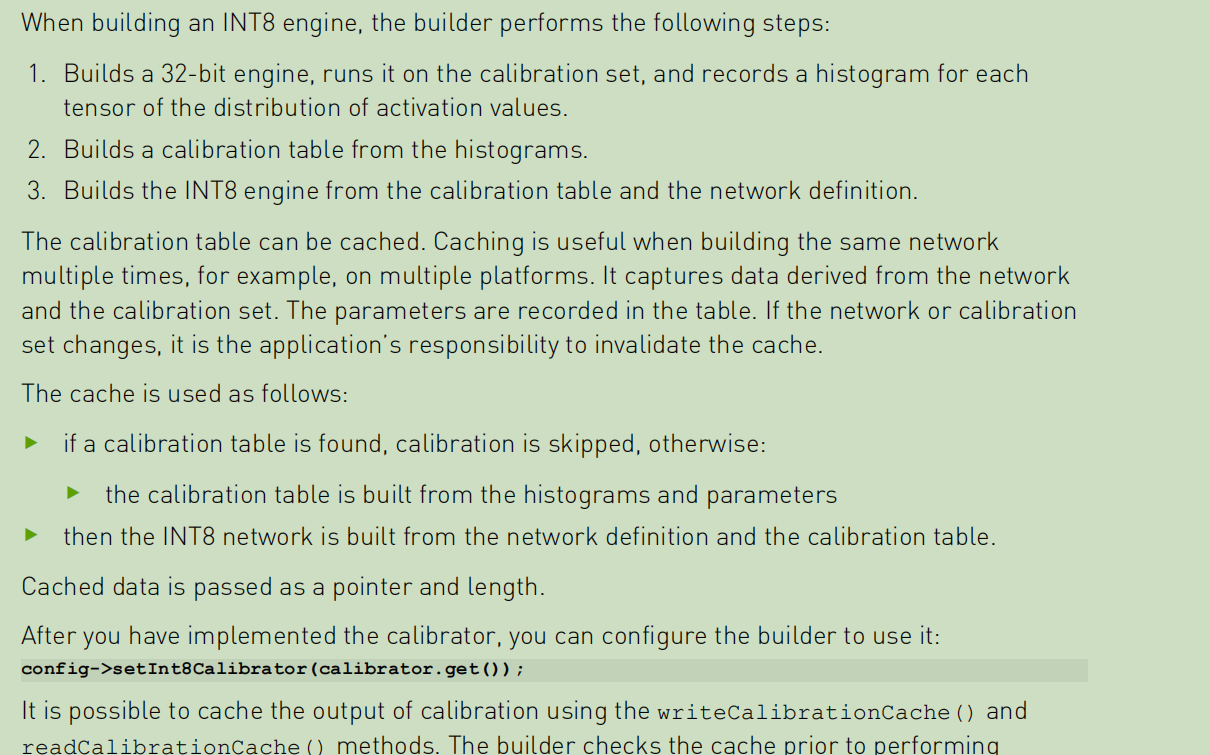 When building an INT8 engine, the builder performs the following steps:
1. Builds a 32-bit engine, runs it on the calibration set, and records a histogram for each
tensor of the distribution of activation values.
2. Builds a calibration table from the histograms.
3. Builds the INT8 engine from the calibration table and the network definition.
The calibration table can be cached. Caching is useful when building the same network
multiple times, for example, on multiple platforms. It captures data derived from the network
and the calibration set. The parameters are recorded in the table. If the network or calibration
set changes, it is the application's responsibility to invalidate the cache.
The cache is used as follows:
if a calibration table is found, calibration is skipped, otherwise:
the calibration table is built from the histograms and parameters
then the INT8 network is built from the network definition and the calibration table.
Cached data is passed as a pointer and length.
After you have implemented the calibrator, you can configure the builder to use it:
config->setInt8Calibrator(calibrator.get());
It is possible to cache the output of calibration using the writeCalibrationCache() and
readCalibrationCache() methods. The builder checks the cache prior to performing